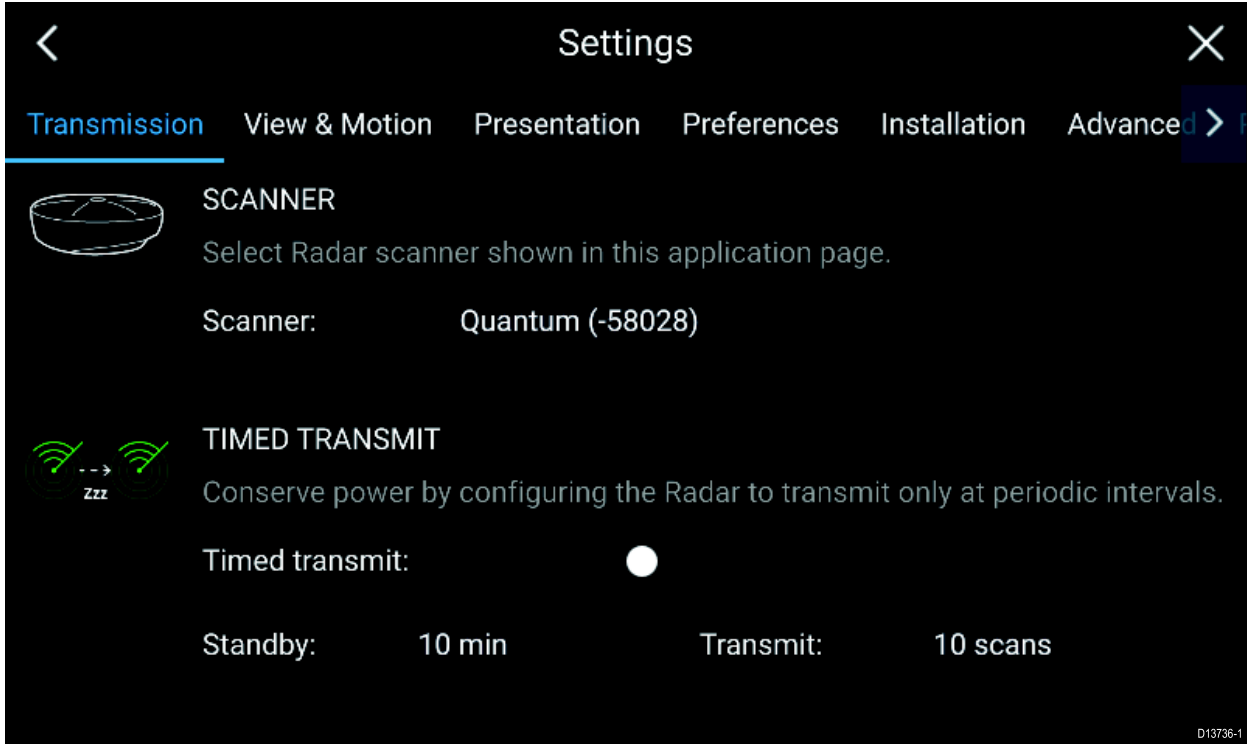 Settings
Transmission View & Motion Presentation Preferences Installation Advanced
SCANNER
Select Radar scanner shown in this application page.
Scanner: Quantum (-58028)
TIMED TRANSMIT
Zzz
Conserve power by configuring the Radar to transmit only at periodic intervals.
Timed transmit:
Standby: 10 min Transmit: 10 scans
D13736-1